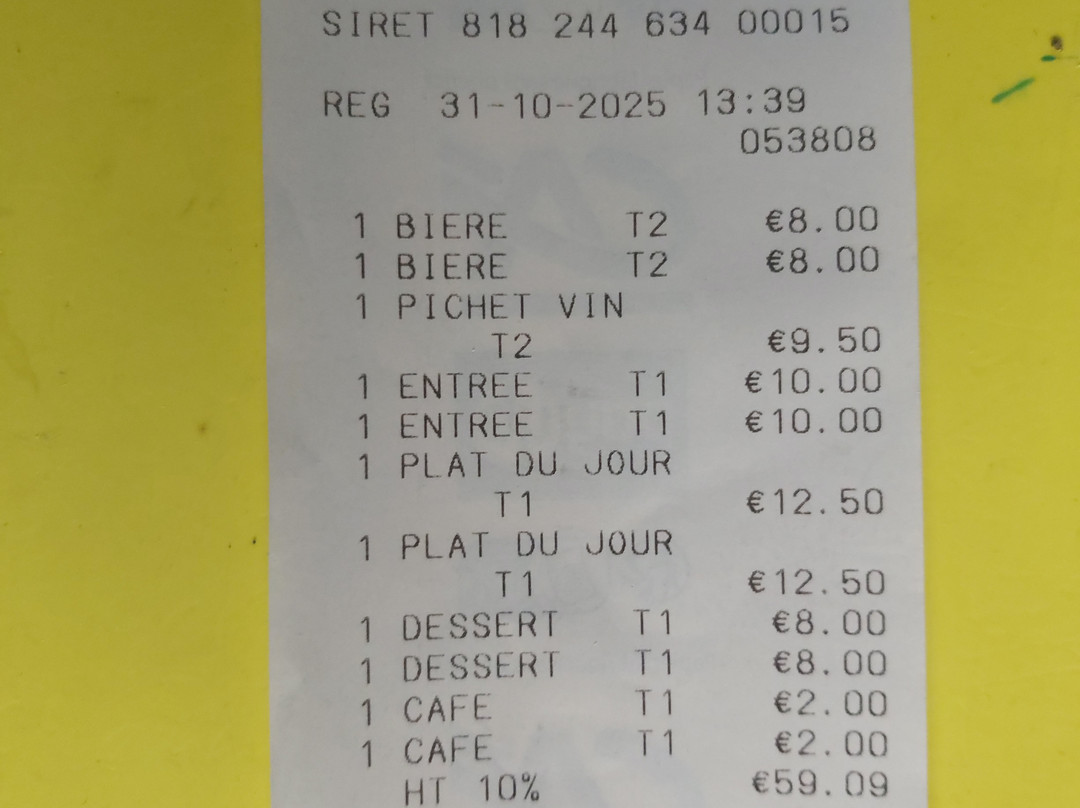 SIRET 818 244 634 00015
REG 31-10-2025 13:39
053808
1 BIERE T2 €8.00
1 BIERE T2 €8.00
1 PICHET VIN
T2 €9.50
1 ENTREE T1 €10.00
1 ENTREE T1 €10.00
1 PLAT DU JOUR
T1 €12.50
1 PLAT DU JOUR
T1 €12.50
1 DESSERT T1 €8.00
1 DESSERT T1 €8.00
1 CAFE T1 €2.00
1 CAFE T1 €2.00
HT 10% €59.09